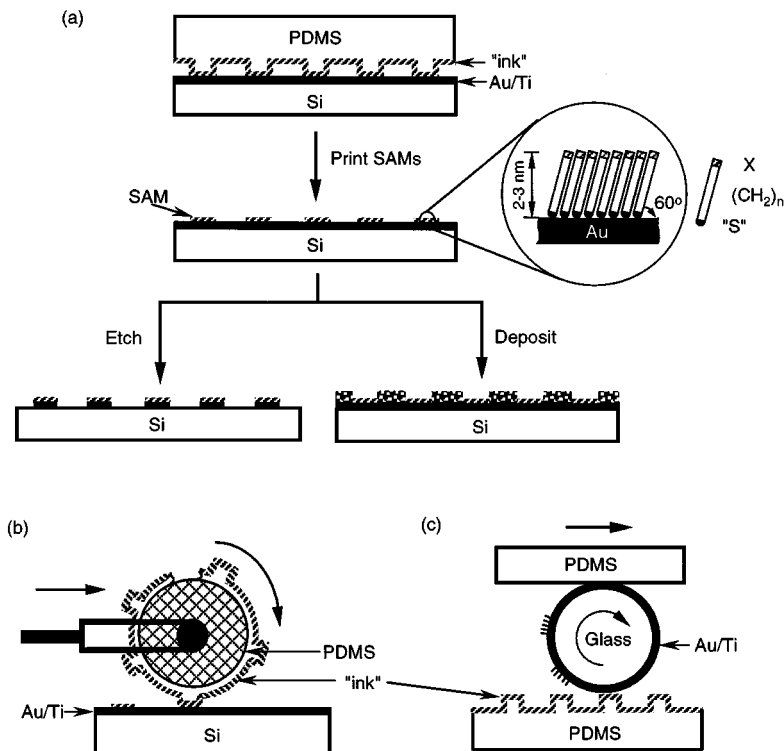 (a)
PDMS
"ink"
Au/Ti
Si
Print SAMs
SAM
Si
2-3 nm
60o
Au
X
(CH2)n
"S"
Etch
Deposit
Si
Si
(b)
PDMS
"ink"
Au/Ti
Si
(c)
PDMS
Glass
Au/Ti
PDMS